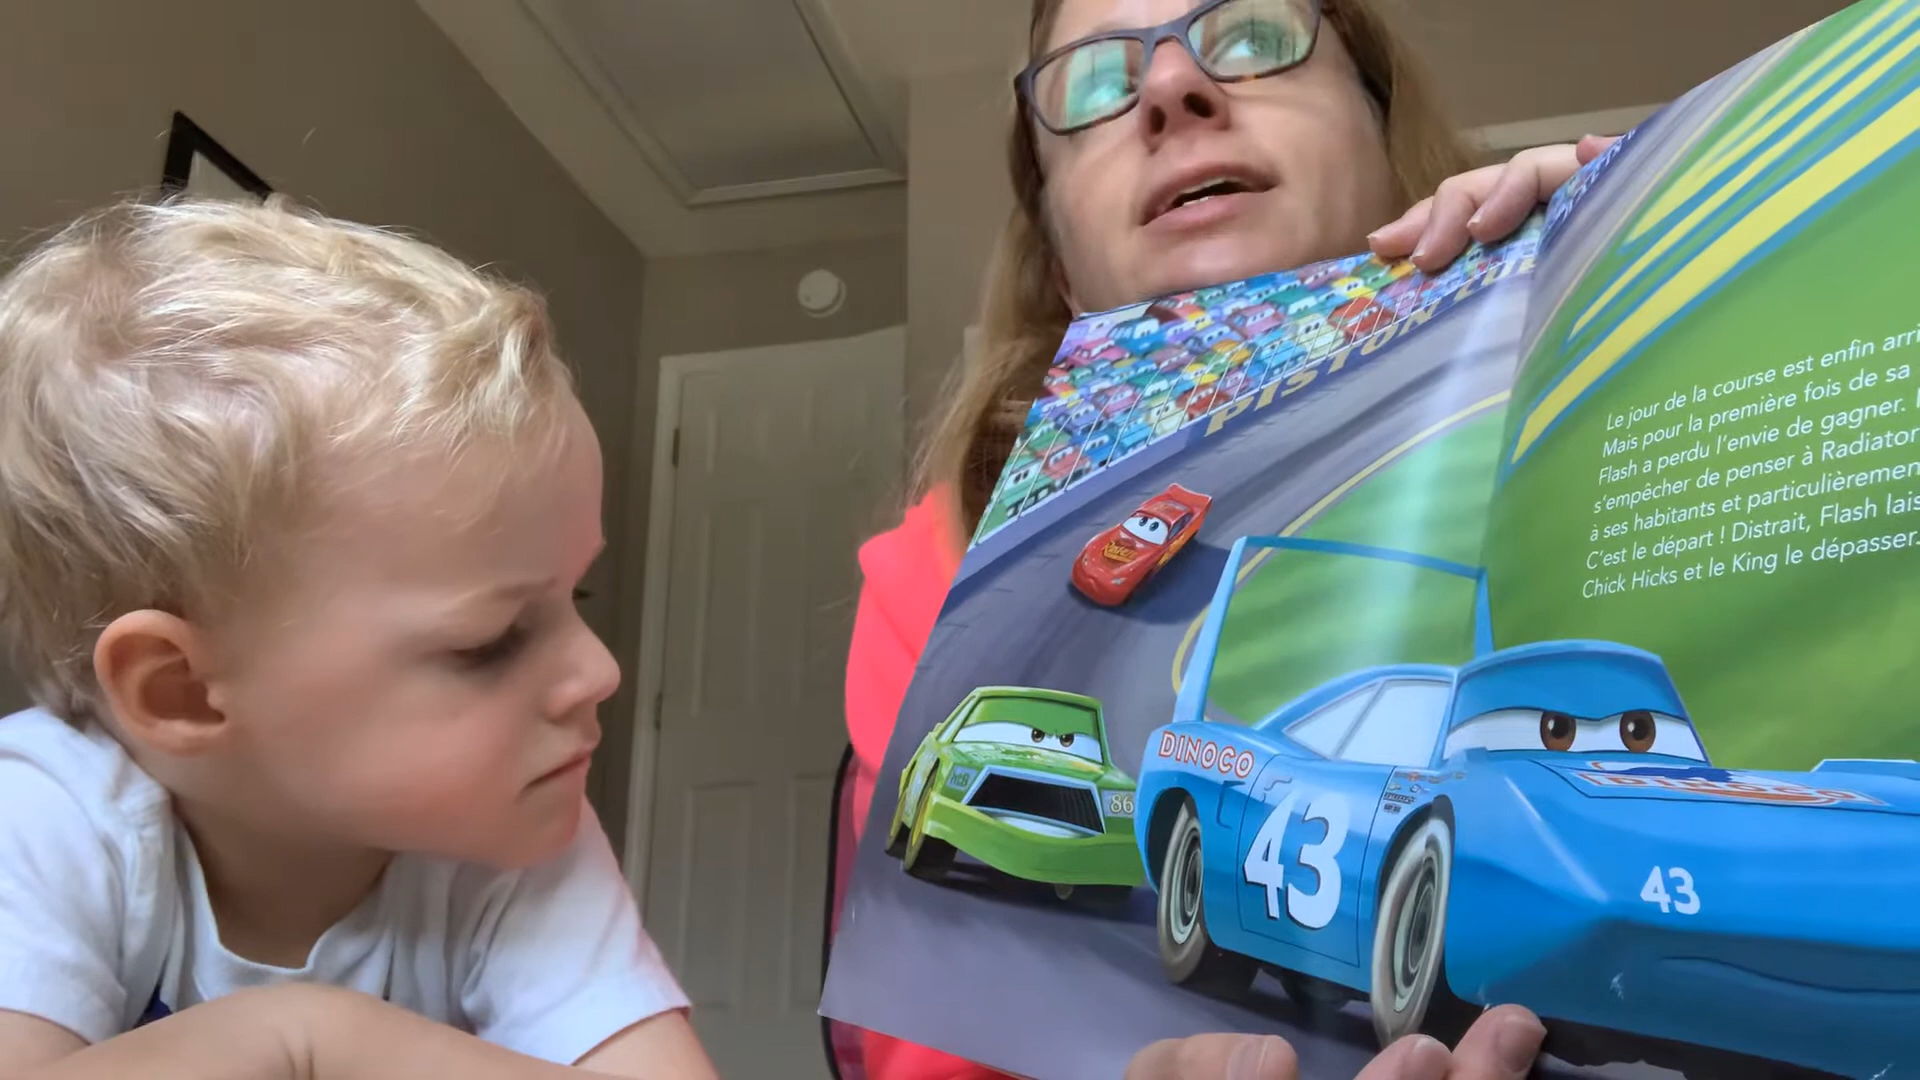 PISTON CUP
Le jour de la course est enfin arri
Mais pour la première fois de sa
Flash a perdu l'envie de gagner.
s'empêcher de penser à Radiator
à ses habitants et particulièremen
C'est le départ ! Distrait, Flash lais
Chick Hicks et le King le dépasser.
DINOCO
43
86
DINOCO
43